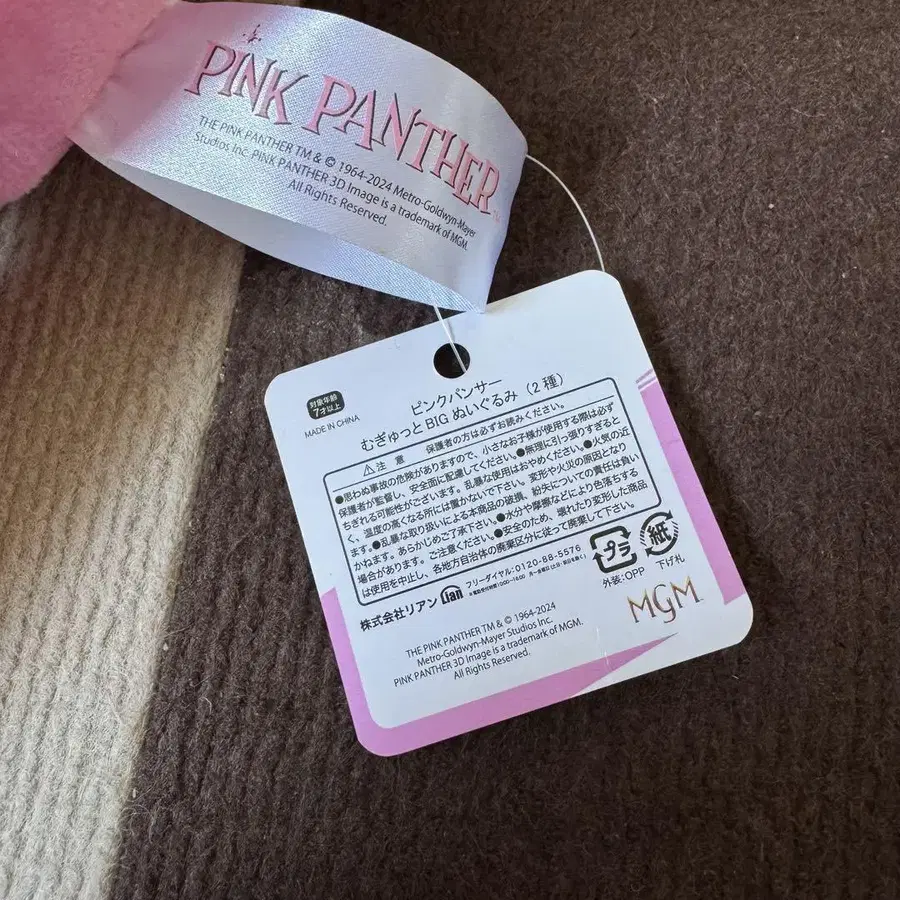 PINK PANTHER
THE PINK PANTHER TM & © 1964-2024 Metro-Goldwyn-Mayer
Studios Inc. PINK PANTHER 3D Image is a trademark of MGM.
All Rights Reserved.
対象年齢
7才以上
MADE IN CHINA
ピンクパンサー
むぎゅっとBIG ぬいぐるみ(2種)
⚠注 意 保護者の方は必ずお読みください。
●思わぬ事故の危険がありますので、小さなお子様が使用する際は必ず
保護者が監督し、安全面に配慮してください。●無理に引っ張りすぎると
ちぎれる可能性がございます。乱暴な使用はおやめください。●火気の近
く、温度の高くなる所には置かないで下さい。変形や火災の原因となり
ます。●乱暴な取り扱いによる本商品の破損、紛失についての責任は負い
かねます。あらかじめご了承下さい。●水分や摩擦などにより色落ちする
場合があります。ご注意ください。●安全のため、壊れたり変形した商品
は使用を中止し、各地方自治体の廃棄区分に従って廃棄して下さい。
株式会社リアン lian フリーダイヤル:0120-88-5576
プラ
外装:OPP
紙
下げ札
MGM
THE PINK PANTHER TM & © 1964-2024
Metro-Goldwyn-Mayer Studios Inc.
PINK PANTHER 3D Image is a trademark of MGM.
All Rights Reserved.